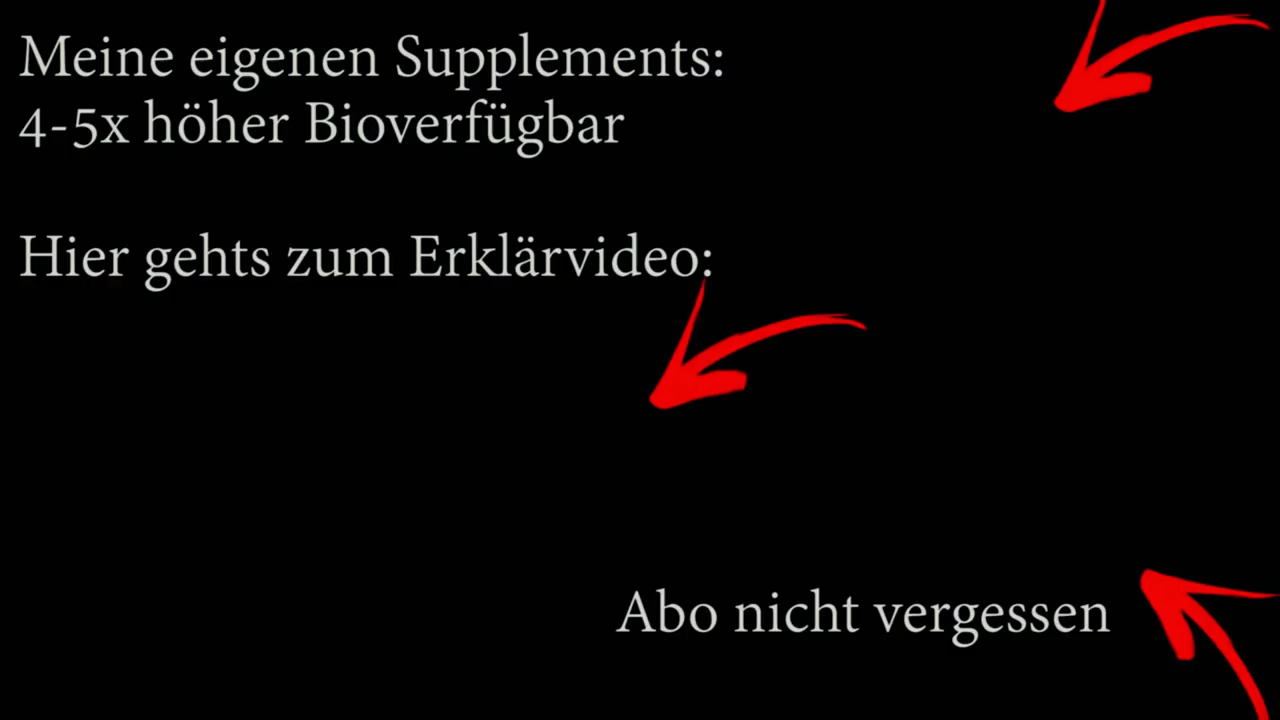 Meine eigenen Supplements:
4-5x höher Bioverfügbar
Hier gehts zum Erklärvideo:
Abo nicht vergessen